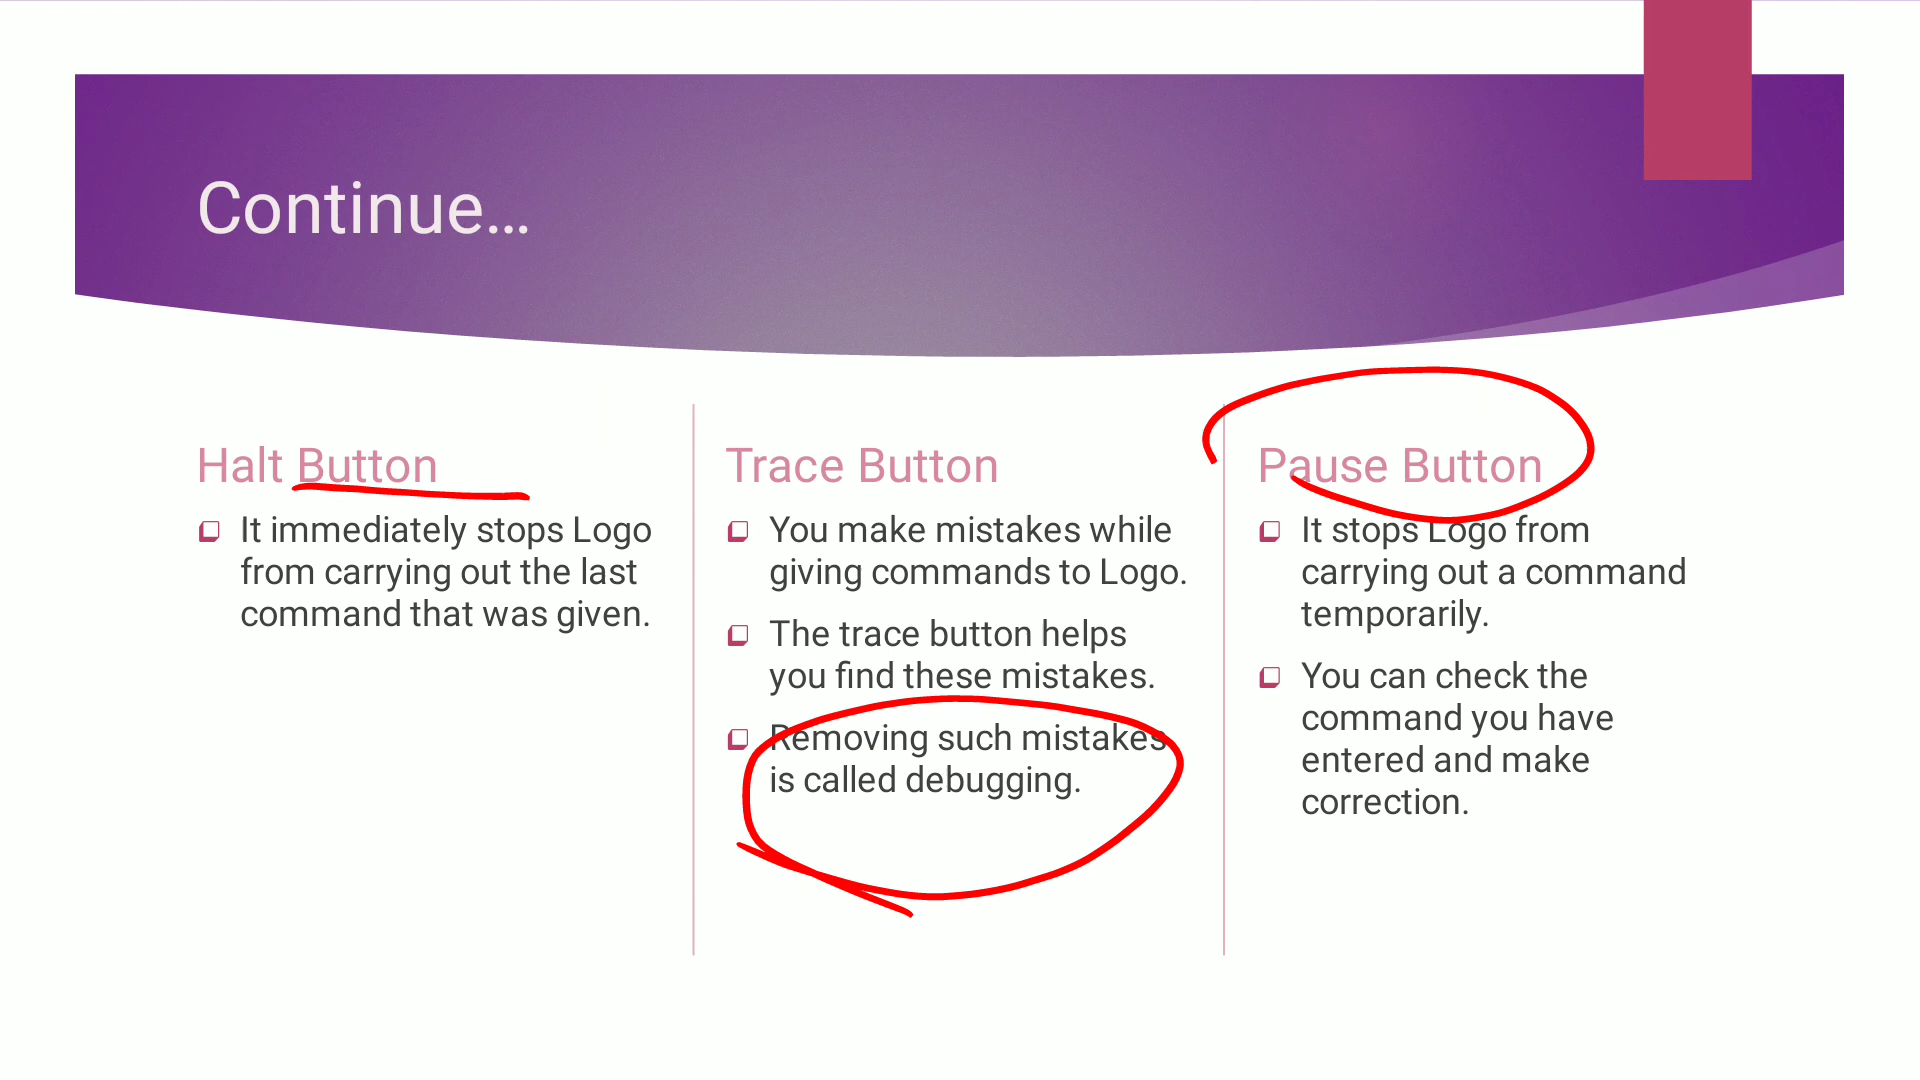 Continue…
Halt Button
It immediately stops Logo
from carrying out the last
command that was given.
Trace Button
You make mistakes while
giving commands to Logo.
The trace button helps
you find these mistakes.
Removing such mistakes
is called debugging.
Pause Button
It stops Logo from
carrying out a command
temporarily.
You can check the
command you have
entered and make
correction.